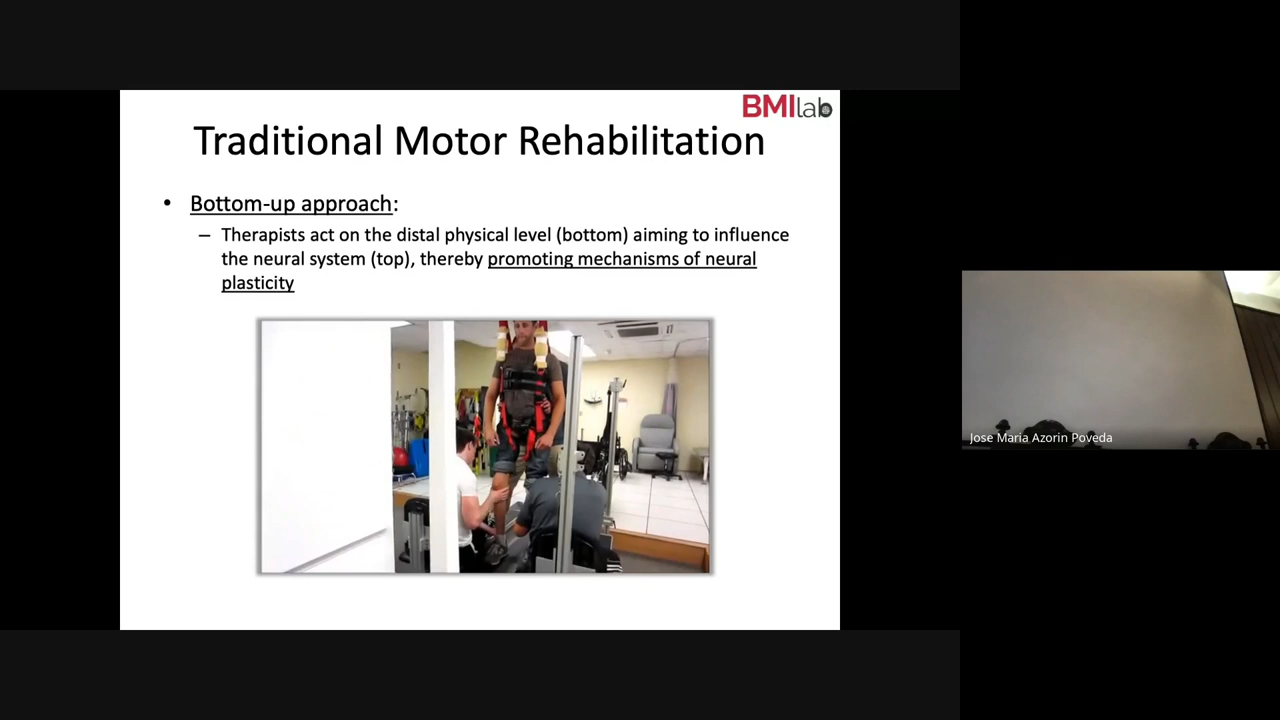 BMIlab
Traditional Motor Rehabilitation
• Bottom-up approach:
– Therapists act on the distal physical level (bottom) aiming to influence
the neural system (top), thereby promoting mechanisms of neural
plasticity
Jose Maria Azorin Poveda